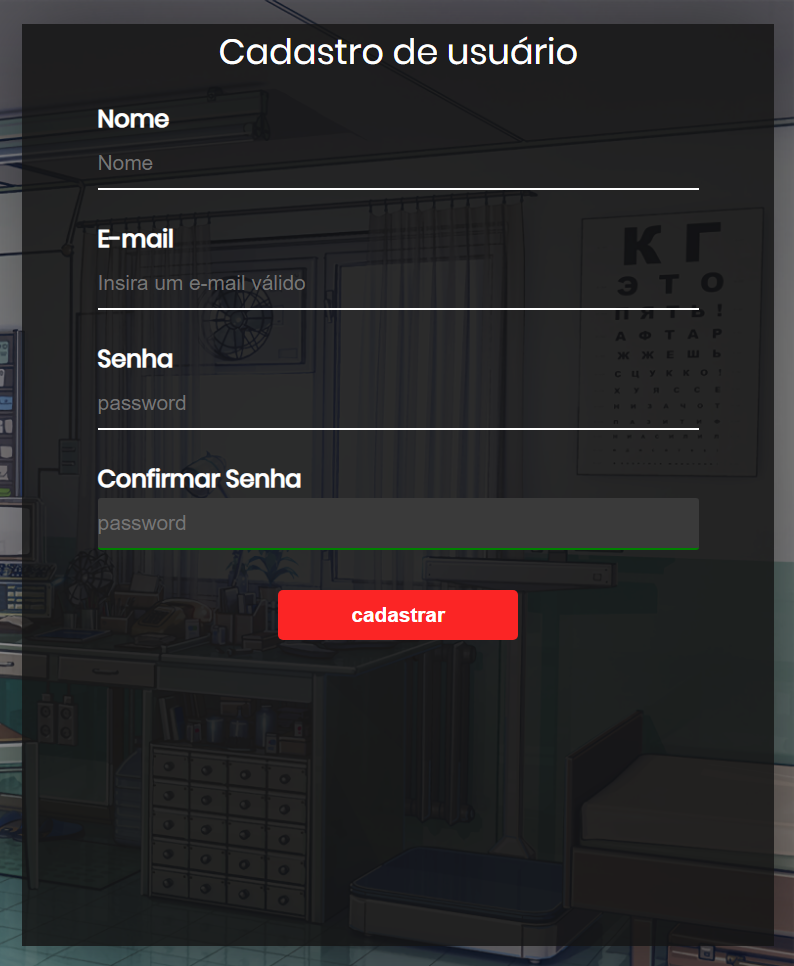 Cadastro de usuário
Nome
Nome
E-mail
Insira um e-mail válido
Senha
password
Confirmar Senha
password
cadastrar
К Г
Э Т О
П Я Т Ь !
А Ф Т А Р
Ж Ж Е Ш Ь
С Ц У К К О !